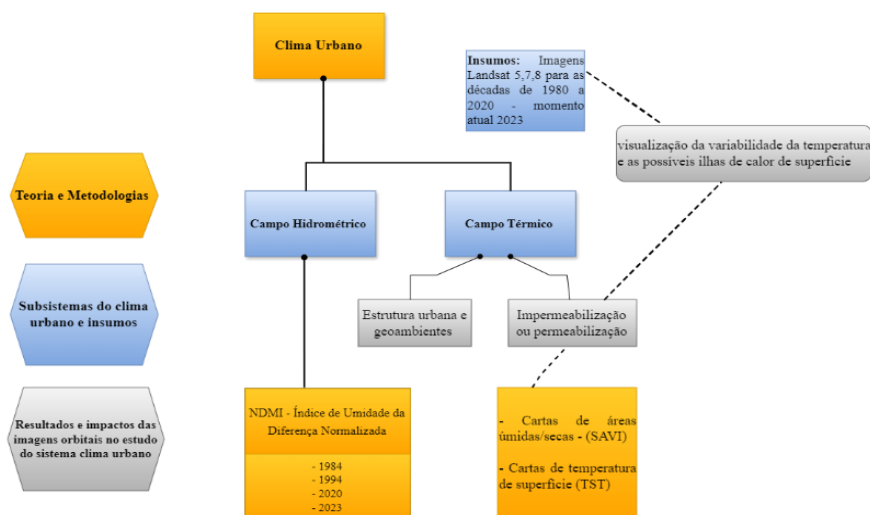 Clima Urbano
Insumos: Imagens
Landsat 5,7,8 para as
décadas de 1980 a
2020 - momento
atual 2023
visualização da variabilidade da temperatura
e as possiveis ilhas de calor de superficie
Teoria e Metodologias
Campo Hidrométrico
Campo Térmico
Subsistemas do clima
urbano e insumos
Estrutura urbana e
geoambientes
Impermeabilização
ou permeabilização
Resultados e impactos das
imagens orbitais no estudo
do sistema clima urbano
NDMI - Índice de Umidade da
Diferença Normalizada
- 1984
- 1994
- 2020
- 2023
- Cartas de áreas
úmidas/secas - (SAVI)
- Cartas de temperatura
de superficie (TST)